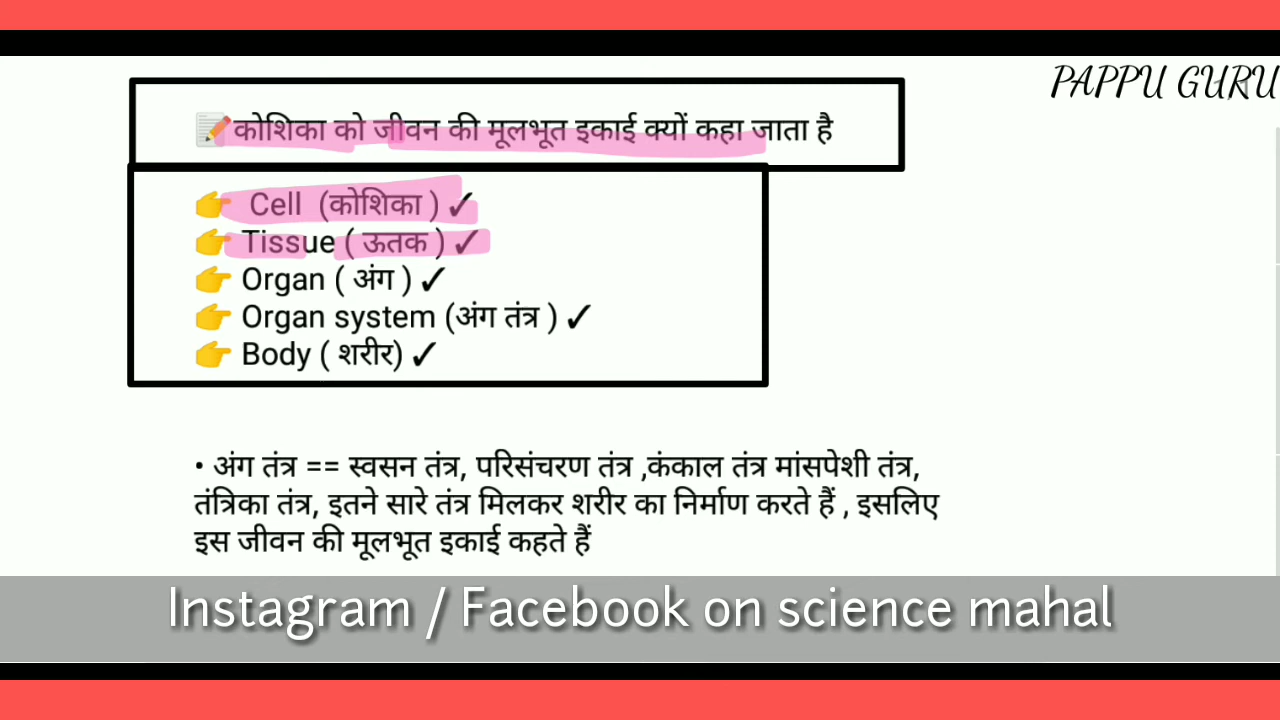 PAPPU GURU
📝कोशिका को जीवन की मूलभूत इकाई क्यों कहा जाता है
👉 Cell (कोशिका ) ✓
👉 Tissue ( ऊतक ) ✓
👉 Organ ( अंग ) ✓
👉 Organ system (अंग तंत्र ) ✓
👉 Body ( शरीर) ✓
• अंग तंत्र == स्वसन तंत्र, परिसंचरण तंत्र ,कंकाल तंत्र मांसपेशी तंत्र,
तंत्रिका तंत्र, इतने सारे तंत्र मिलकर शरीर का निर्माण करते हैं , इसलिए
इस जीवन की मूलभूत इकाई कहते हैं
Instagram / Facebook on science mahal